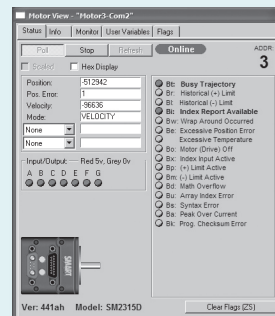 Motor View - "Motor3-Com2"
Status Info Monitor User Variables Flags
Poll Stop Refresh Online ADDR:
3
Scaled Hex Display
Position: -512942
Pos. Error: 1
Velocity: -96636
Mode: VELOCITY
None
None
Input/Output: Red 5v, Grey 0v
A B C D E F G
Bt: Busy Trajectory
Br: Historical (+) Limit
Bl: Historical (-) Limit
Bi: Index Report Available
Bw: Wrap Around Occurred
Be: Excessive Position Error
Excessive Temperature
Bo: Motor (Drive) Off
Bx: Index Input Active
Bp: (+) Limit Active
Bm: (-) Limit Active
Bd: Math Overflow
Bu: Array Index Error
Bs: Syntax Error
Ba: Peak Over Current
Bk: Prog. Checksum Error
SMART
Ver: 441ah Model: SM2315D Clear Flags (ZS)